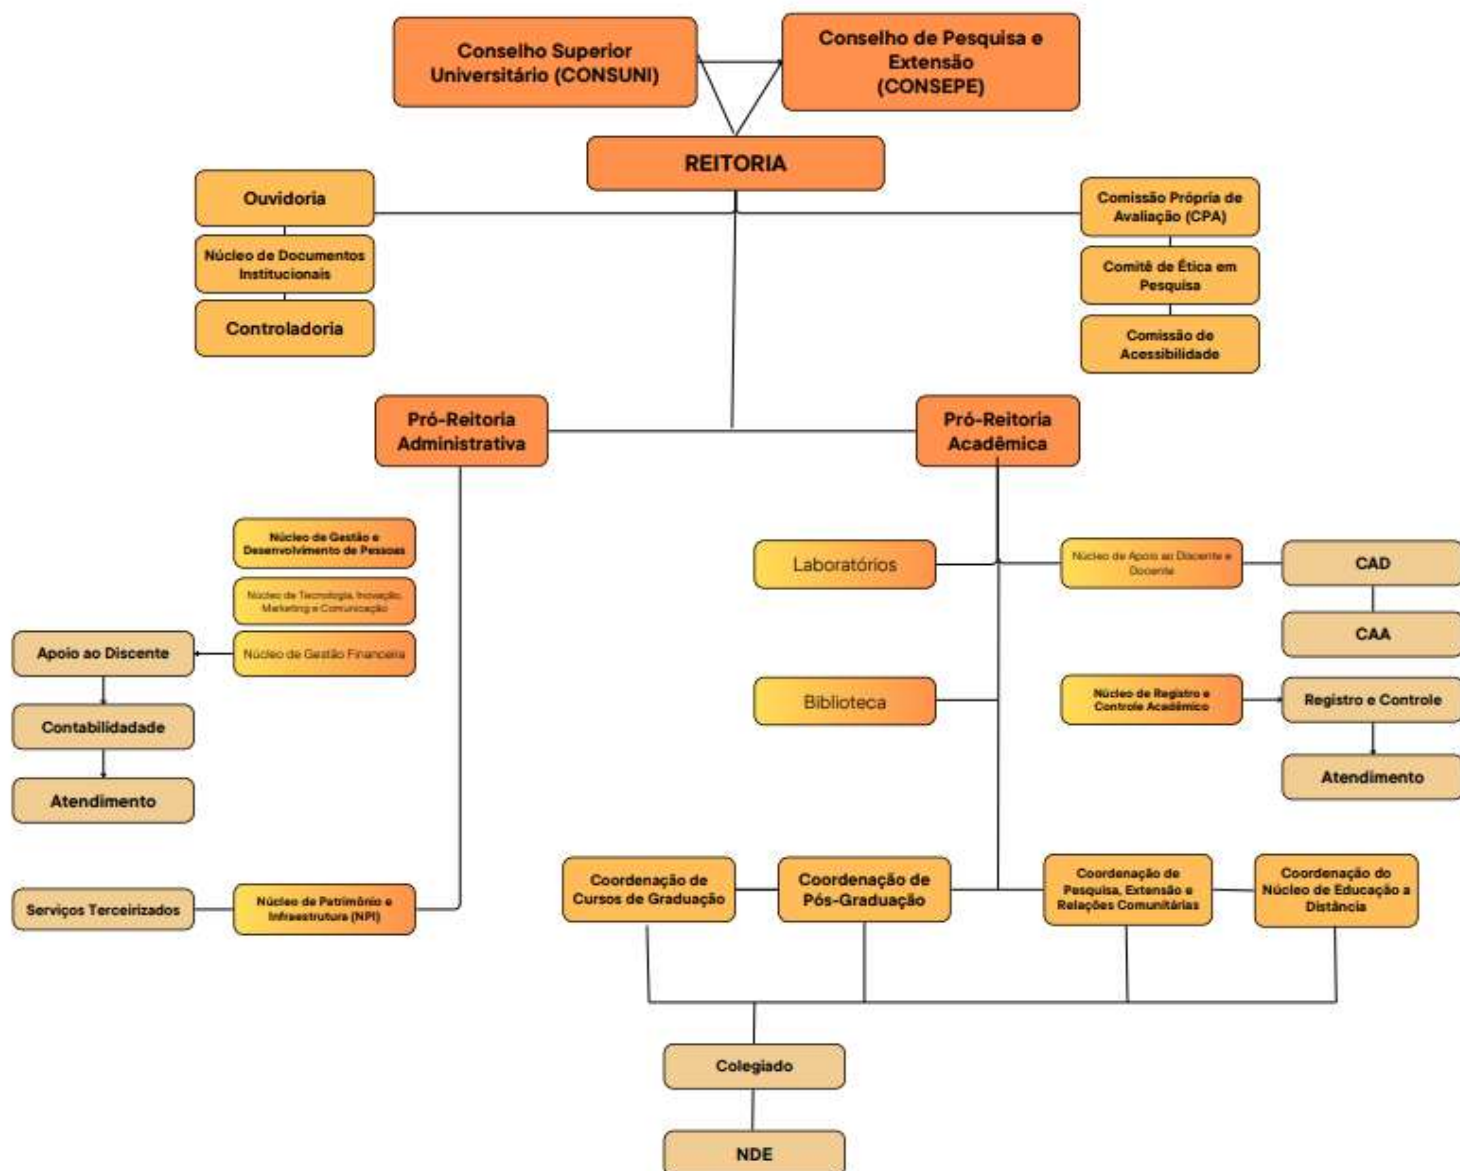 Conselho Superior
Universitário (CONSUNI)
Conselho de Pesquisa e
Extensão
(CONSEPE)
REITORIA
Ouvidoria
Núcleo de Documentos
Institucionais
Controladoria
Comissão Própria de
Avaliação (CPA)
Comitê de Ética em
Pesquisa
Comissão de
Acessibilidade
Pró-Reitoria
Administrativa
Pró-Reitoria
Acadêmica
Núcleo de Gestão e
Desenvolvimento de Pessoas
Núcleo de Tecnologia, Inovação,
Marketing e Comunicação
Núcleo de Gestão Financeira
Apoio ao Discente
Contabilidadade
Atendimento
Serviços Terceirizados
Núcleo de Patrimônio e
Infraestrutura (NPI)
Laboratórios
Núcleo de Apoio ao Discente e
Docente
CAD
CAA
Biblioteca
Núcleo de Registro e
Controle Acadêmico
Registro e Controle
Atendimento
Coordenação de
Cursos de Graduação
Coordenação de
Pós-Graduação
Coordenação de
Pesquisa, Extensão e
Relações Comunitárias
Coordenação do
Núcleo de Educação a
Distância
Colegiado
NDE